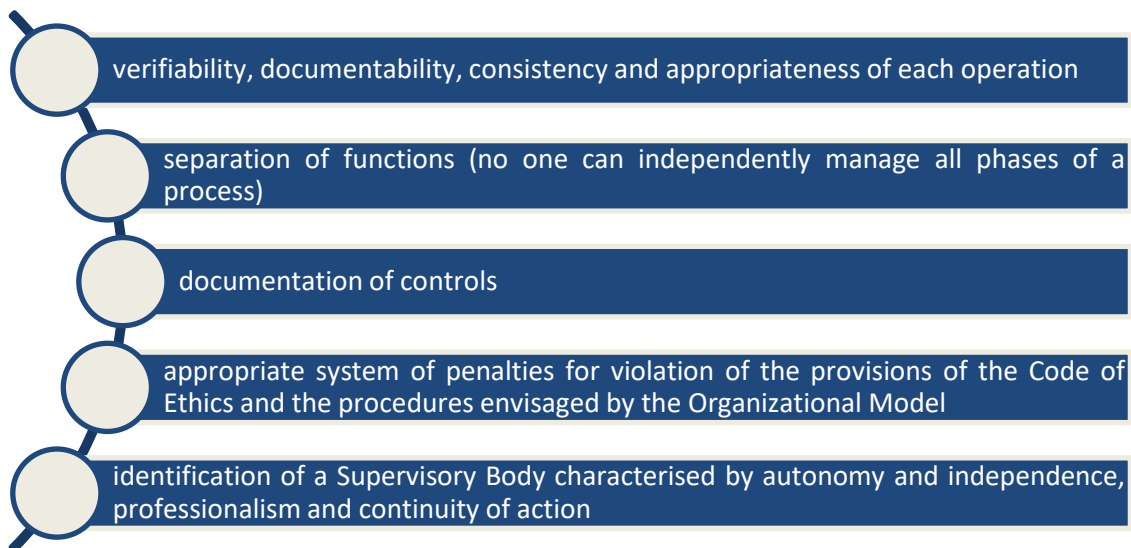 verifiability, documentability, consistency and appropriateness of each operation
separation of functions (no one can independently manage all phases of a
process)
documentation of controls
appropriate system of penalties for violation of the provisions of the Code of
Ethics and the procedures envisaged by the Organizational Model
identification of a Supervisory Body characterised by autonomy and independence,
professionalism and continuity of action